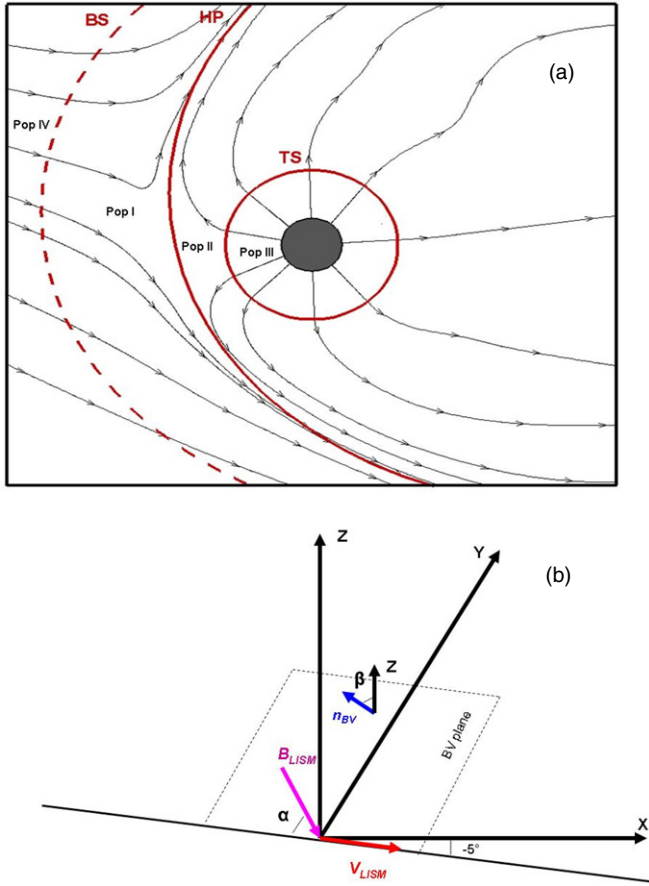 BS
HP
(a)
Pop IV
TS
Pop I
Pop II
Pop III
(b)
Z
Y
Z
β
n_BV
BV plane
B_LISM
α
X
-5°
V_LISM